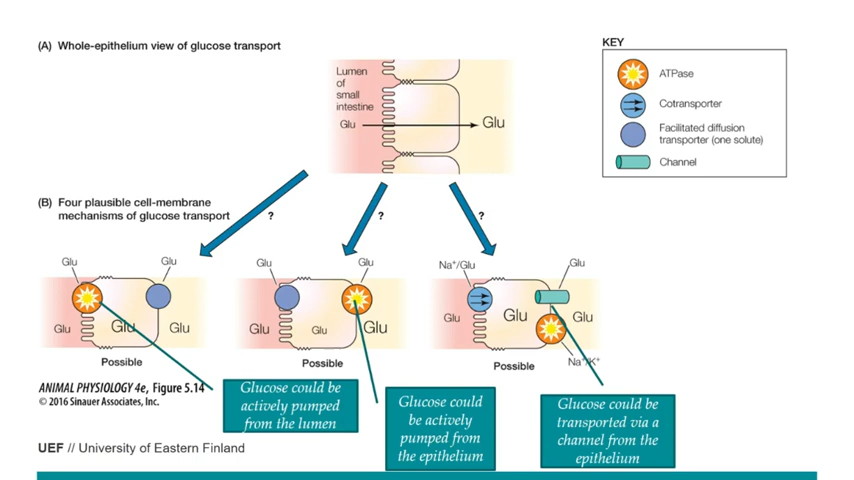 (A) Whole-epithelium view of glucose transport
Lumen
of
small
intestine
Glu
Glu
KEY
ATPase
Cotransporter
Facilitated diffusion
transporter (one solute)
Channel
(B) Four plausible cell-membrane
mechanisms of glucose transport
?
?
?
Glu
Glu
Glu
Glu
Glu
Possible
Glu
Glu
Glu
Glu
Glu
Possible
Na⁺/Glu
Glu
Glu
Glu
Glu
Na⁺/K⁺
Possible
ANIMAL PHYSIOLOGY 4e, Figure 5.14
© 2016 Sinauer Associates, Inc.
Glucose could be
actively pumped
from the lumen
Glucose could
be actively
pumped from
the epithelium
Glucose could be
transported via a
channel from the
epithelium
UEF // University of Eastern Finland